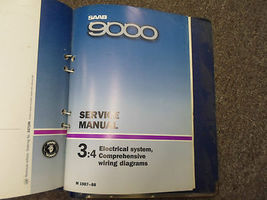 SAAB
9000
SERVICE
MANUAL
3:4 Electrical system,
Comprehensive
wiring diagrams
M 1987-88